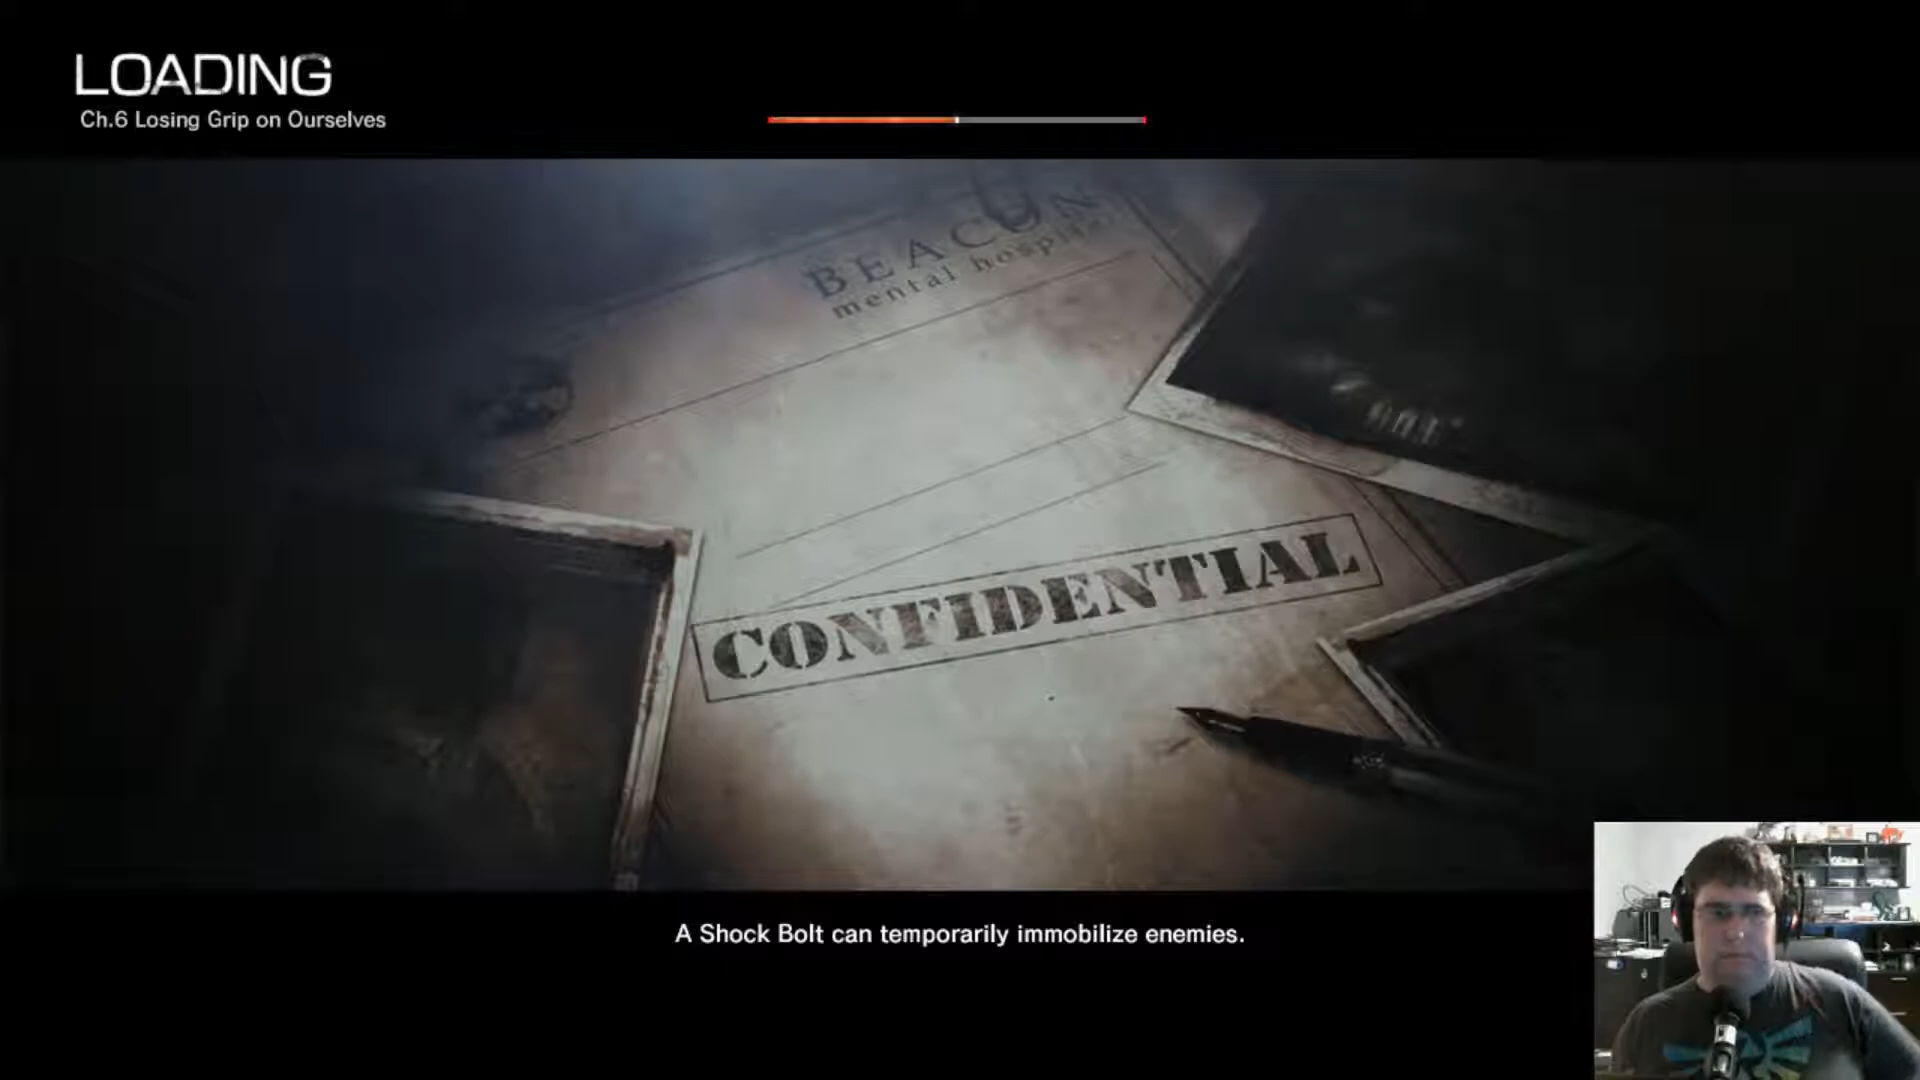 LOADING
Ch.6 Losing Grip on Ourselves
BEACON
mental hospital
CONFIDENTIAL
A Shock Bolt can temporarily immobilize enemies.